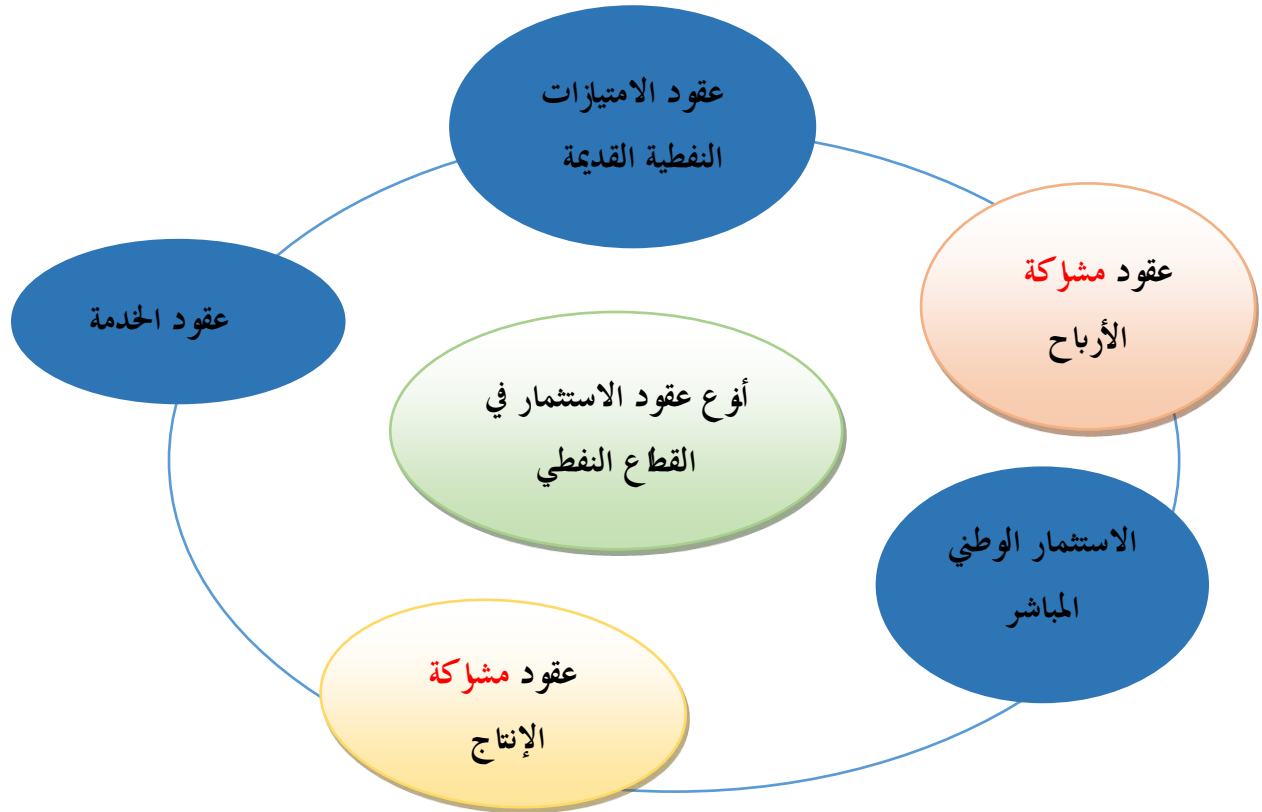 عقود الامتيازات
النفطية القديمة
عقود مشاركة
الأرباح
عقود الخدمة
أنوع عقود الاستثمار في
القطاع النفطي
الاستثمار الوطني
المباشر
عقود مشاركة
الإنتاج